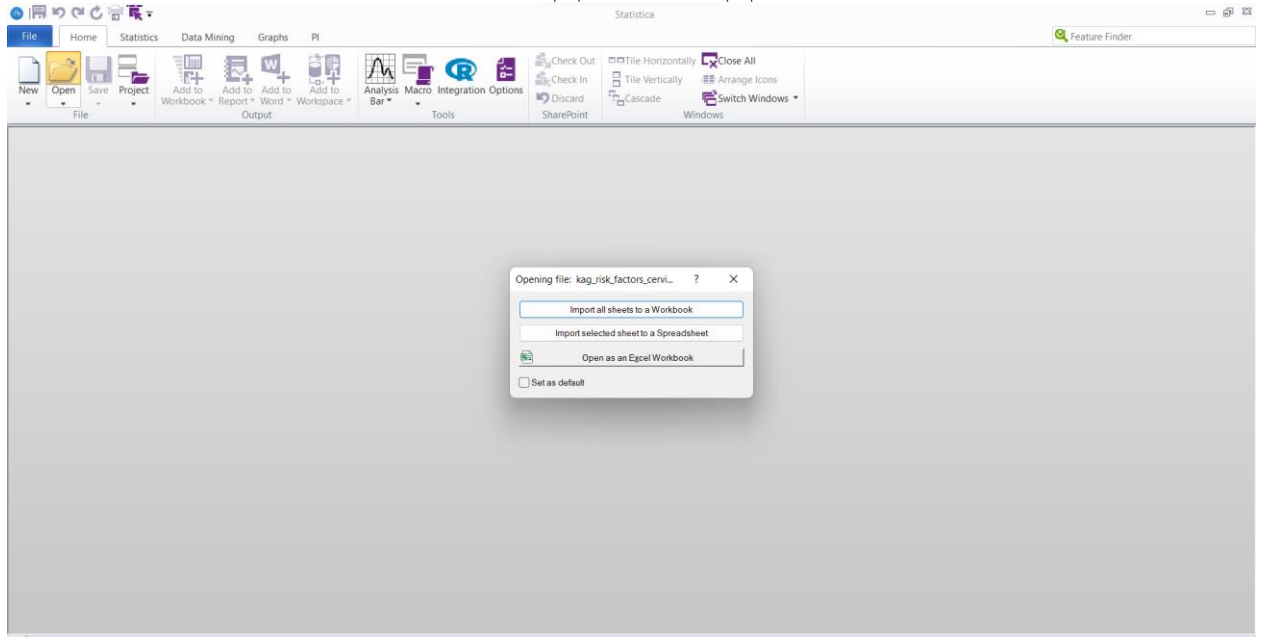 Statistica
File Home Statistics Data Mining Graphs PI
Feature Finder
New Open Save Project
Add to Workbook Add to Report Add to Word Add to Workspace
Analysis Bar Macro Integration Options
Check Out
Check In
Discard
Tile Horizontally
Tile Vertically
Cascade
Close All
Arrange Icons
Switch Windows
File Output Tools SharePoint Windows
Opening file: kag_risk_factors_cervi... ? X
Import all sheets to a Workbook
Import selected sheet to a Spreadsheet
Open as an Excel Workbook
Set as default